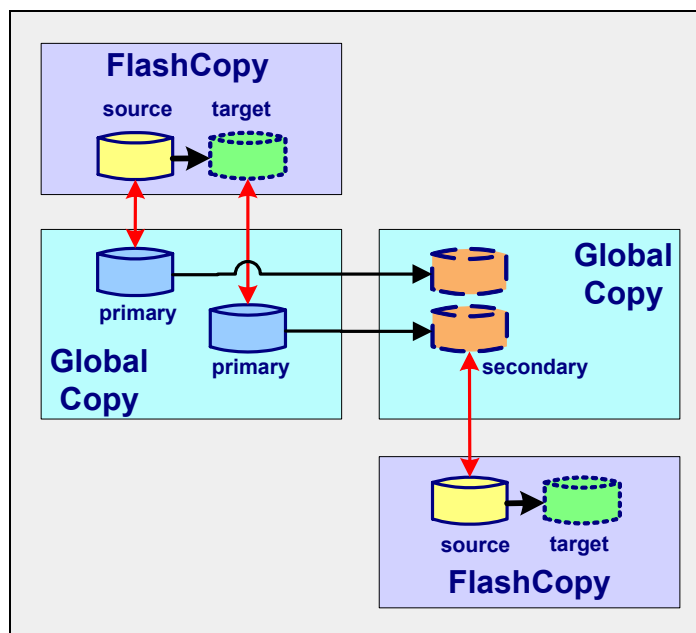 FlashCopy
source target
primary
primary
Global
Copy
Global
Copy
secondary
source target
FlashCopy